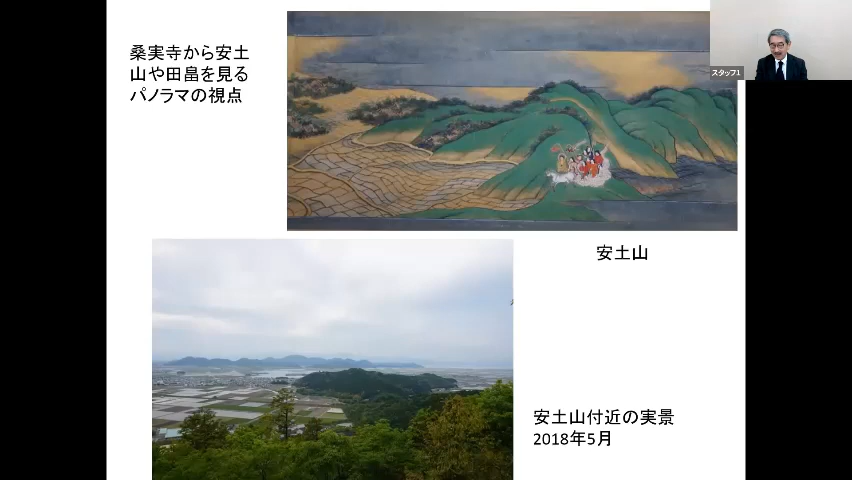 桑実寺から安土
山や田畠を見る
パノラマの視点
スタッフ1
安土山
安土山付近の実景
2018年5月